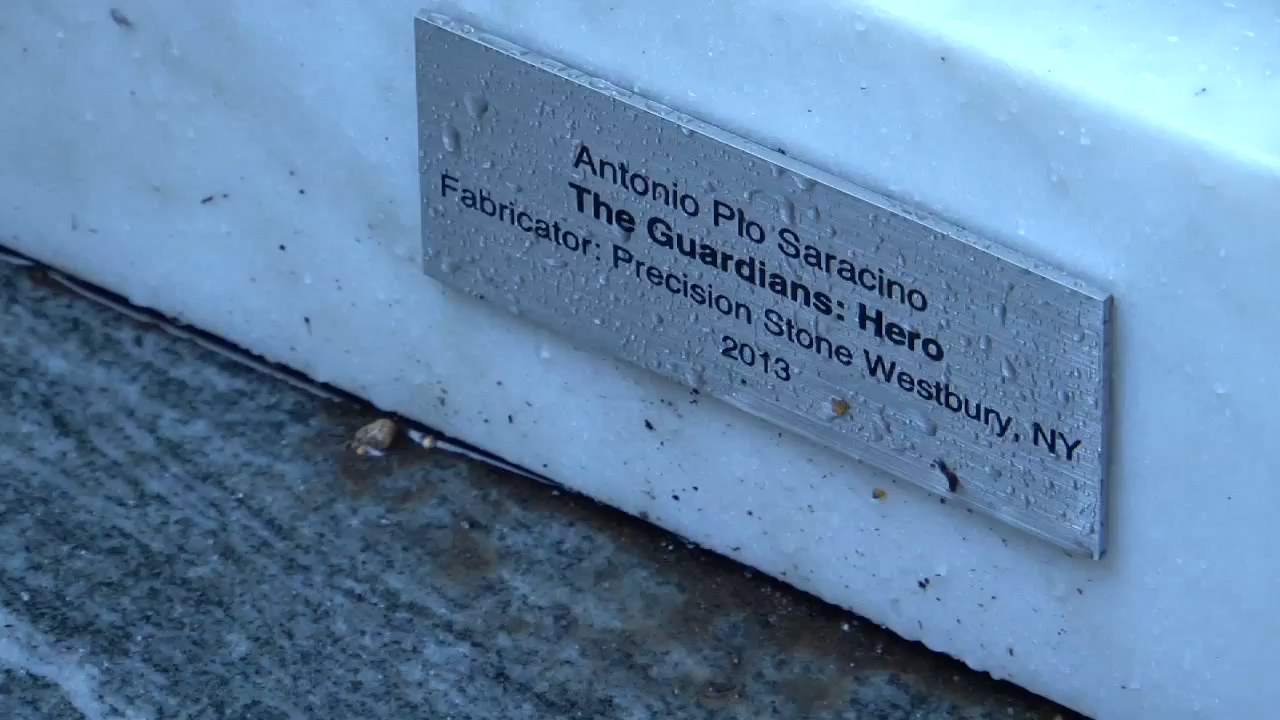 Antonio PIo Saracino
The Guardians: Hero
Fabricator: Precision Stone Westbury, NY
2013